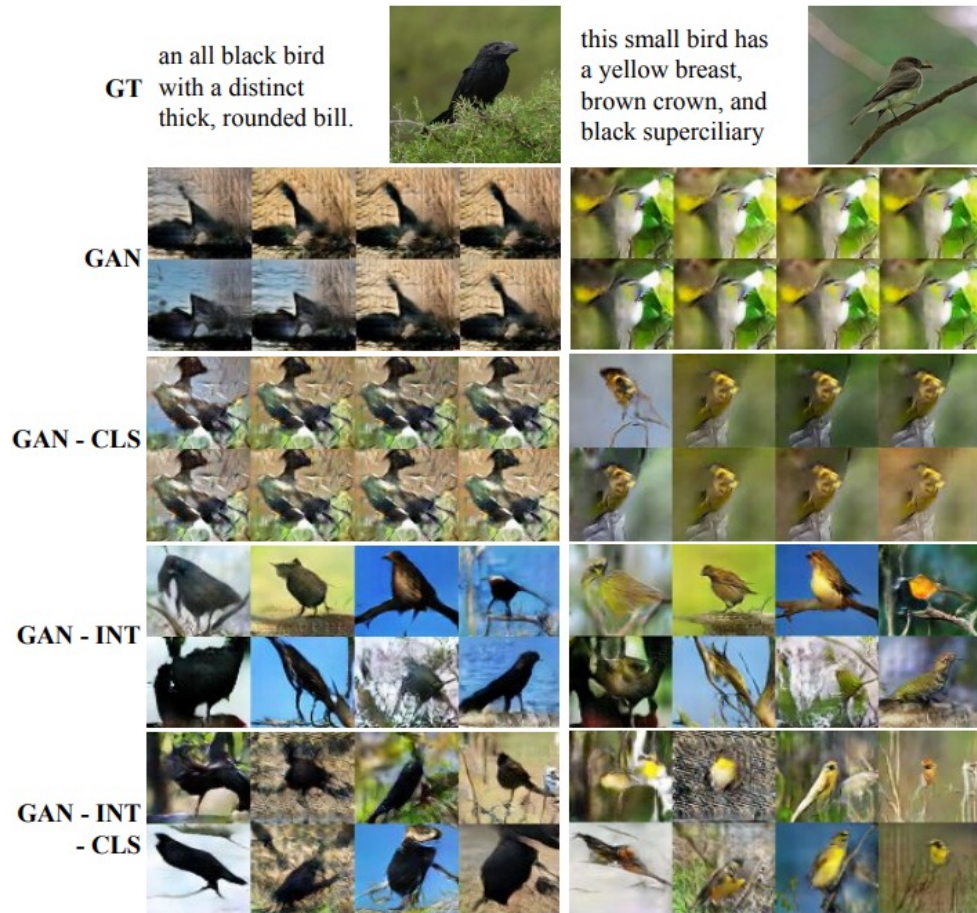 GT
an all black bird
with a distinct
thick, rounded bill.
this small bird has
a yellow breast,
brown crown, and
black superciliary
GAN
GAN - CLS
GAN - INT
GAN - INT
- CLS